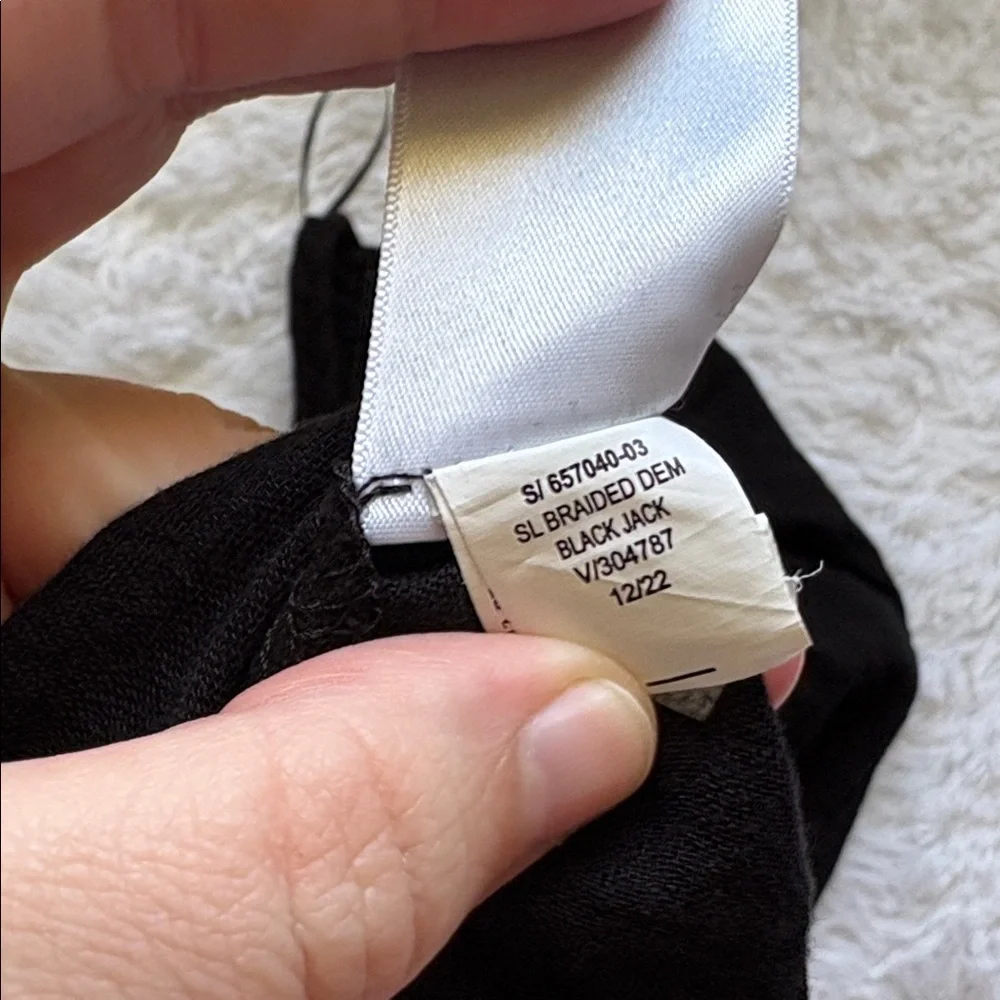 S/ 657040-03
SL BRAIDED DEM
BLACK JACK
V/304787
12/22